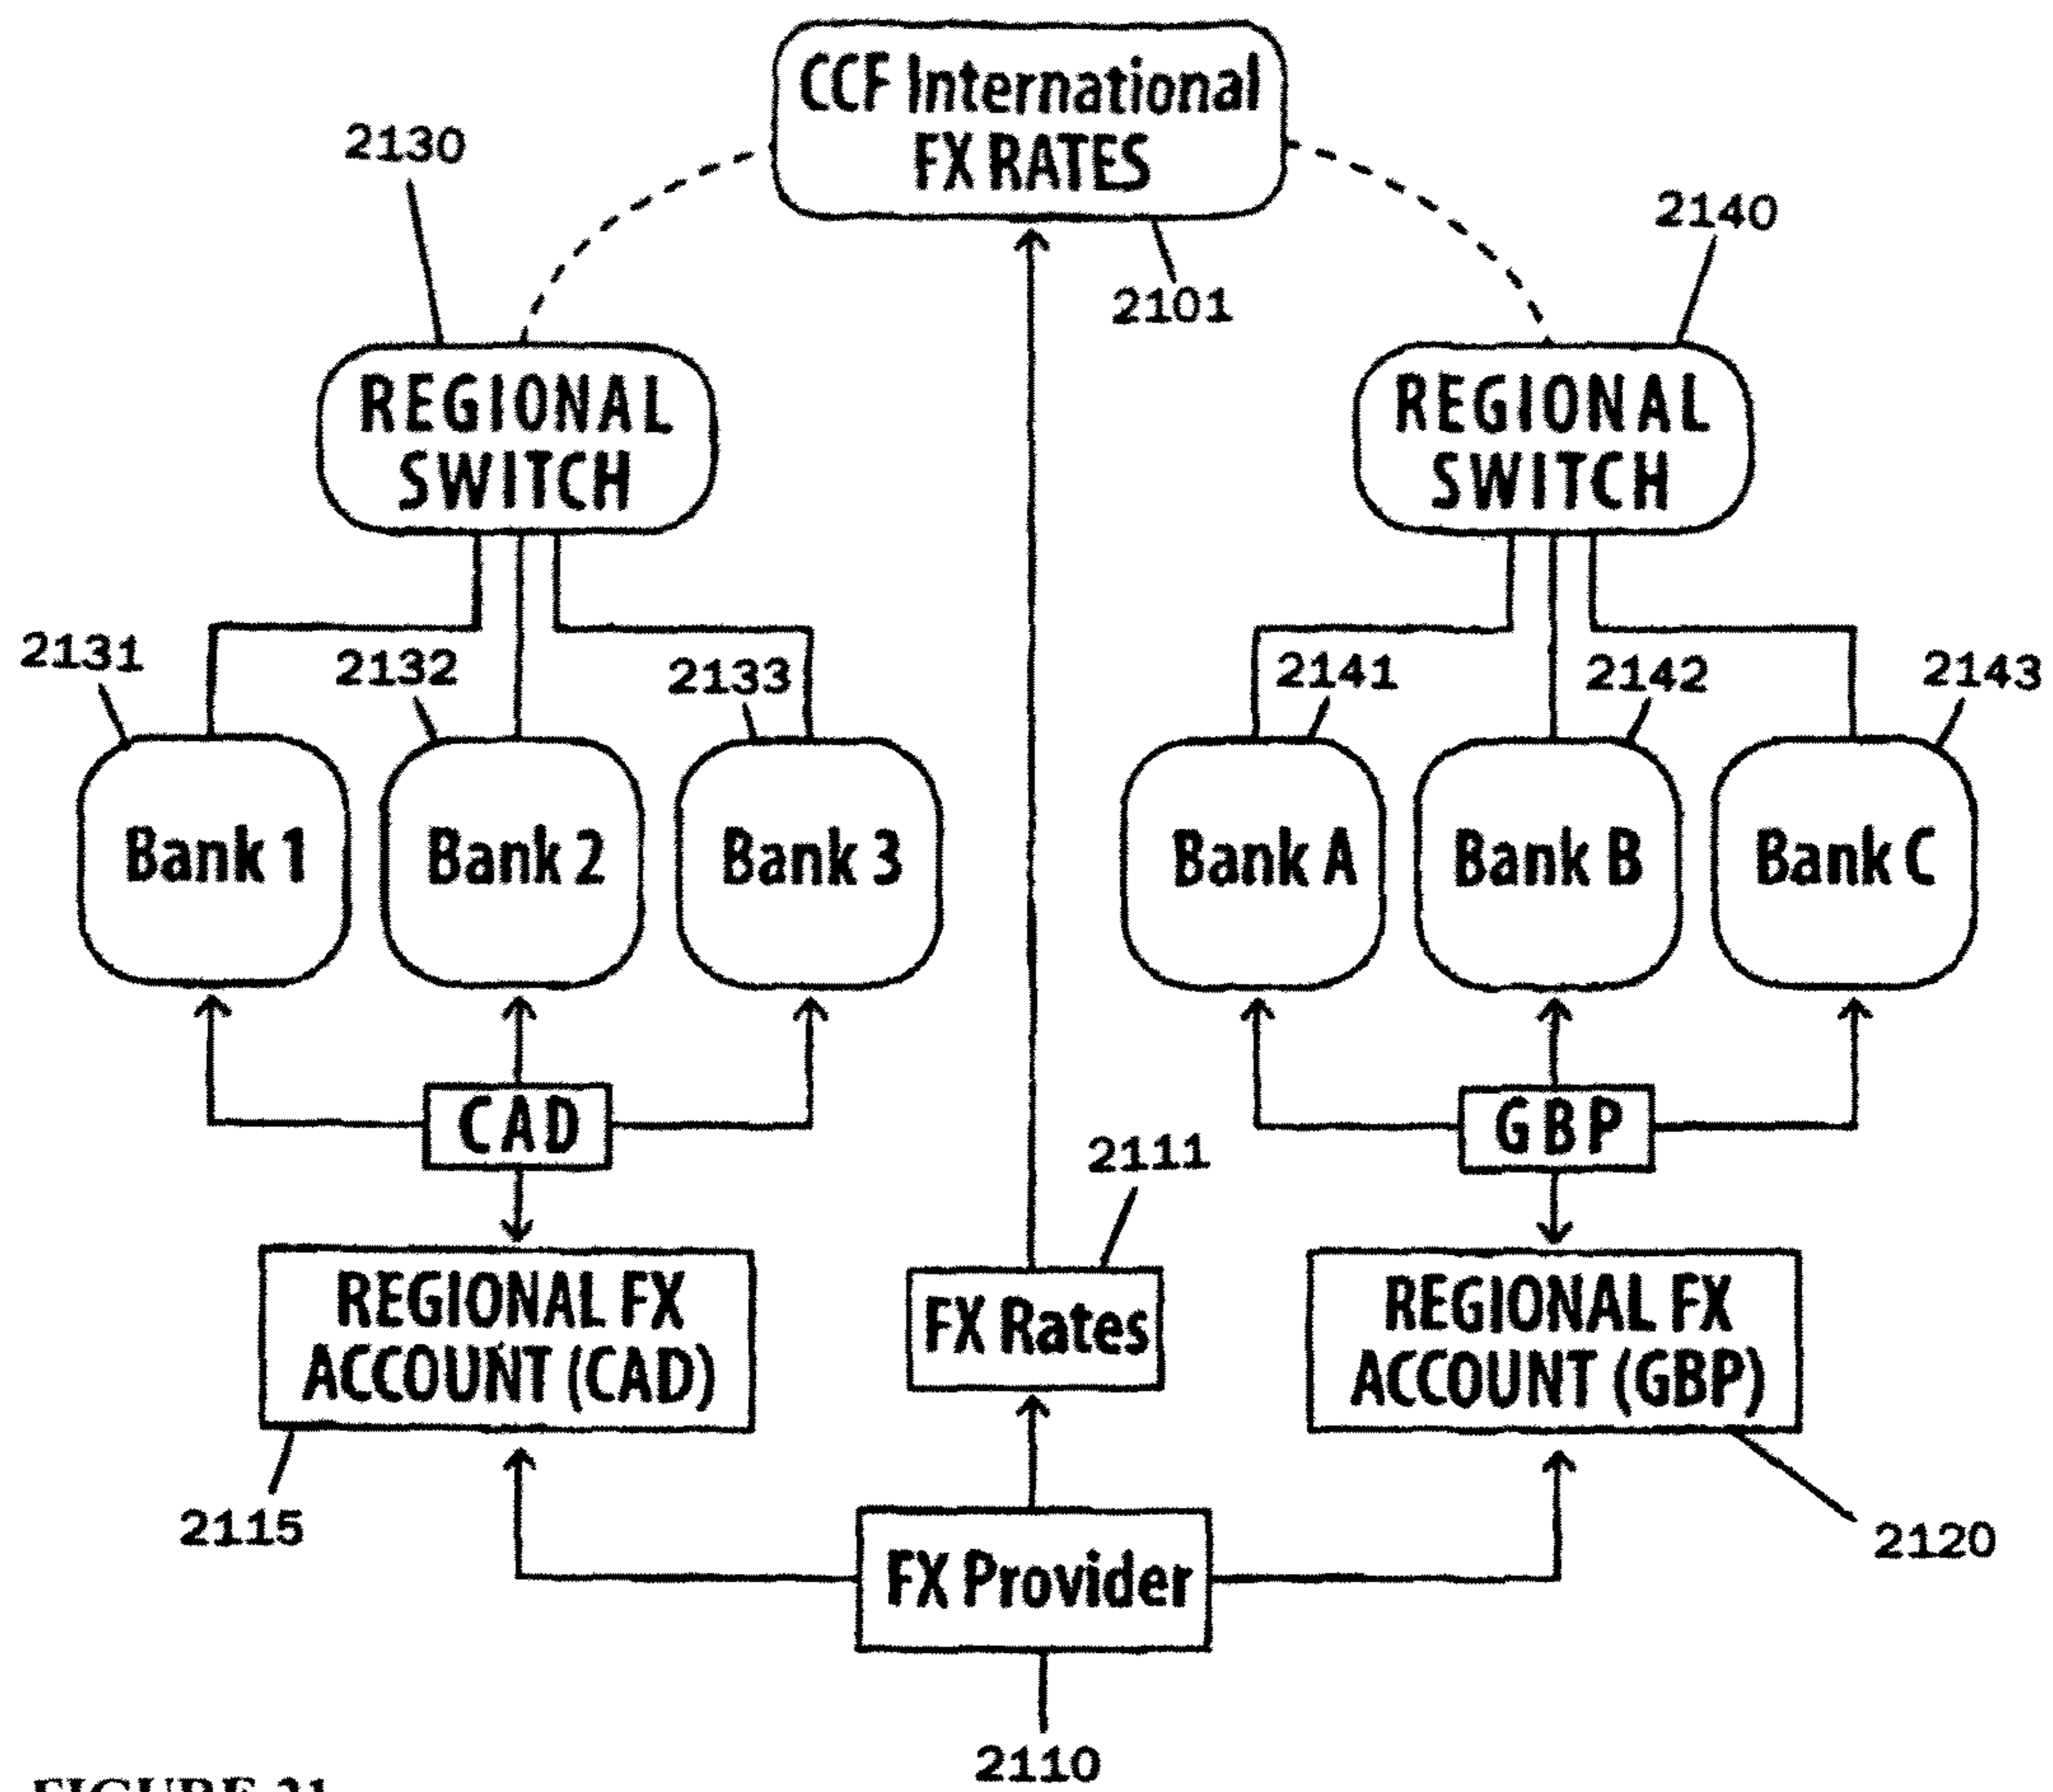 CCF International
FX RATES
2130
2140
2101
REGIONAL
SWITCH
REGIONAL
SWITCH
2131
2132
2133
2141
2142
2143
Bank 1
Bank 2
Bank 3
Bank A
Bank B
Bank C
CAD
GBP
2111
REGIONAL FX
ACCOUNT (CAD)
FX Rates
REGIONAL FX
ACCOUNT (GBP)
2115
2120
FX Provider
2110
FIGURE 21